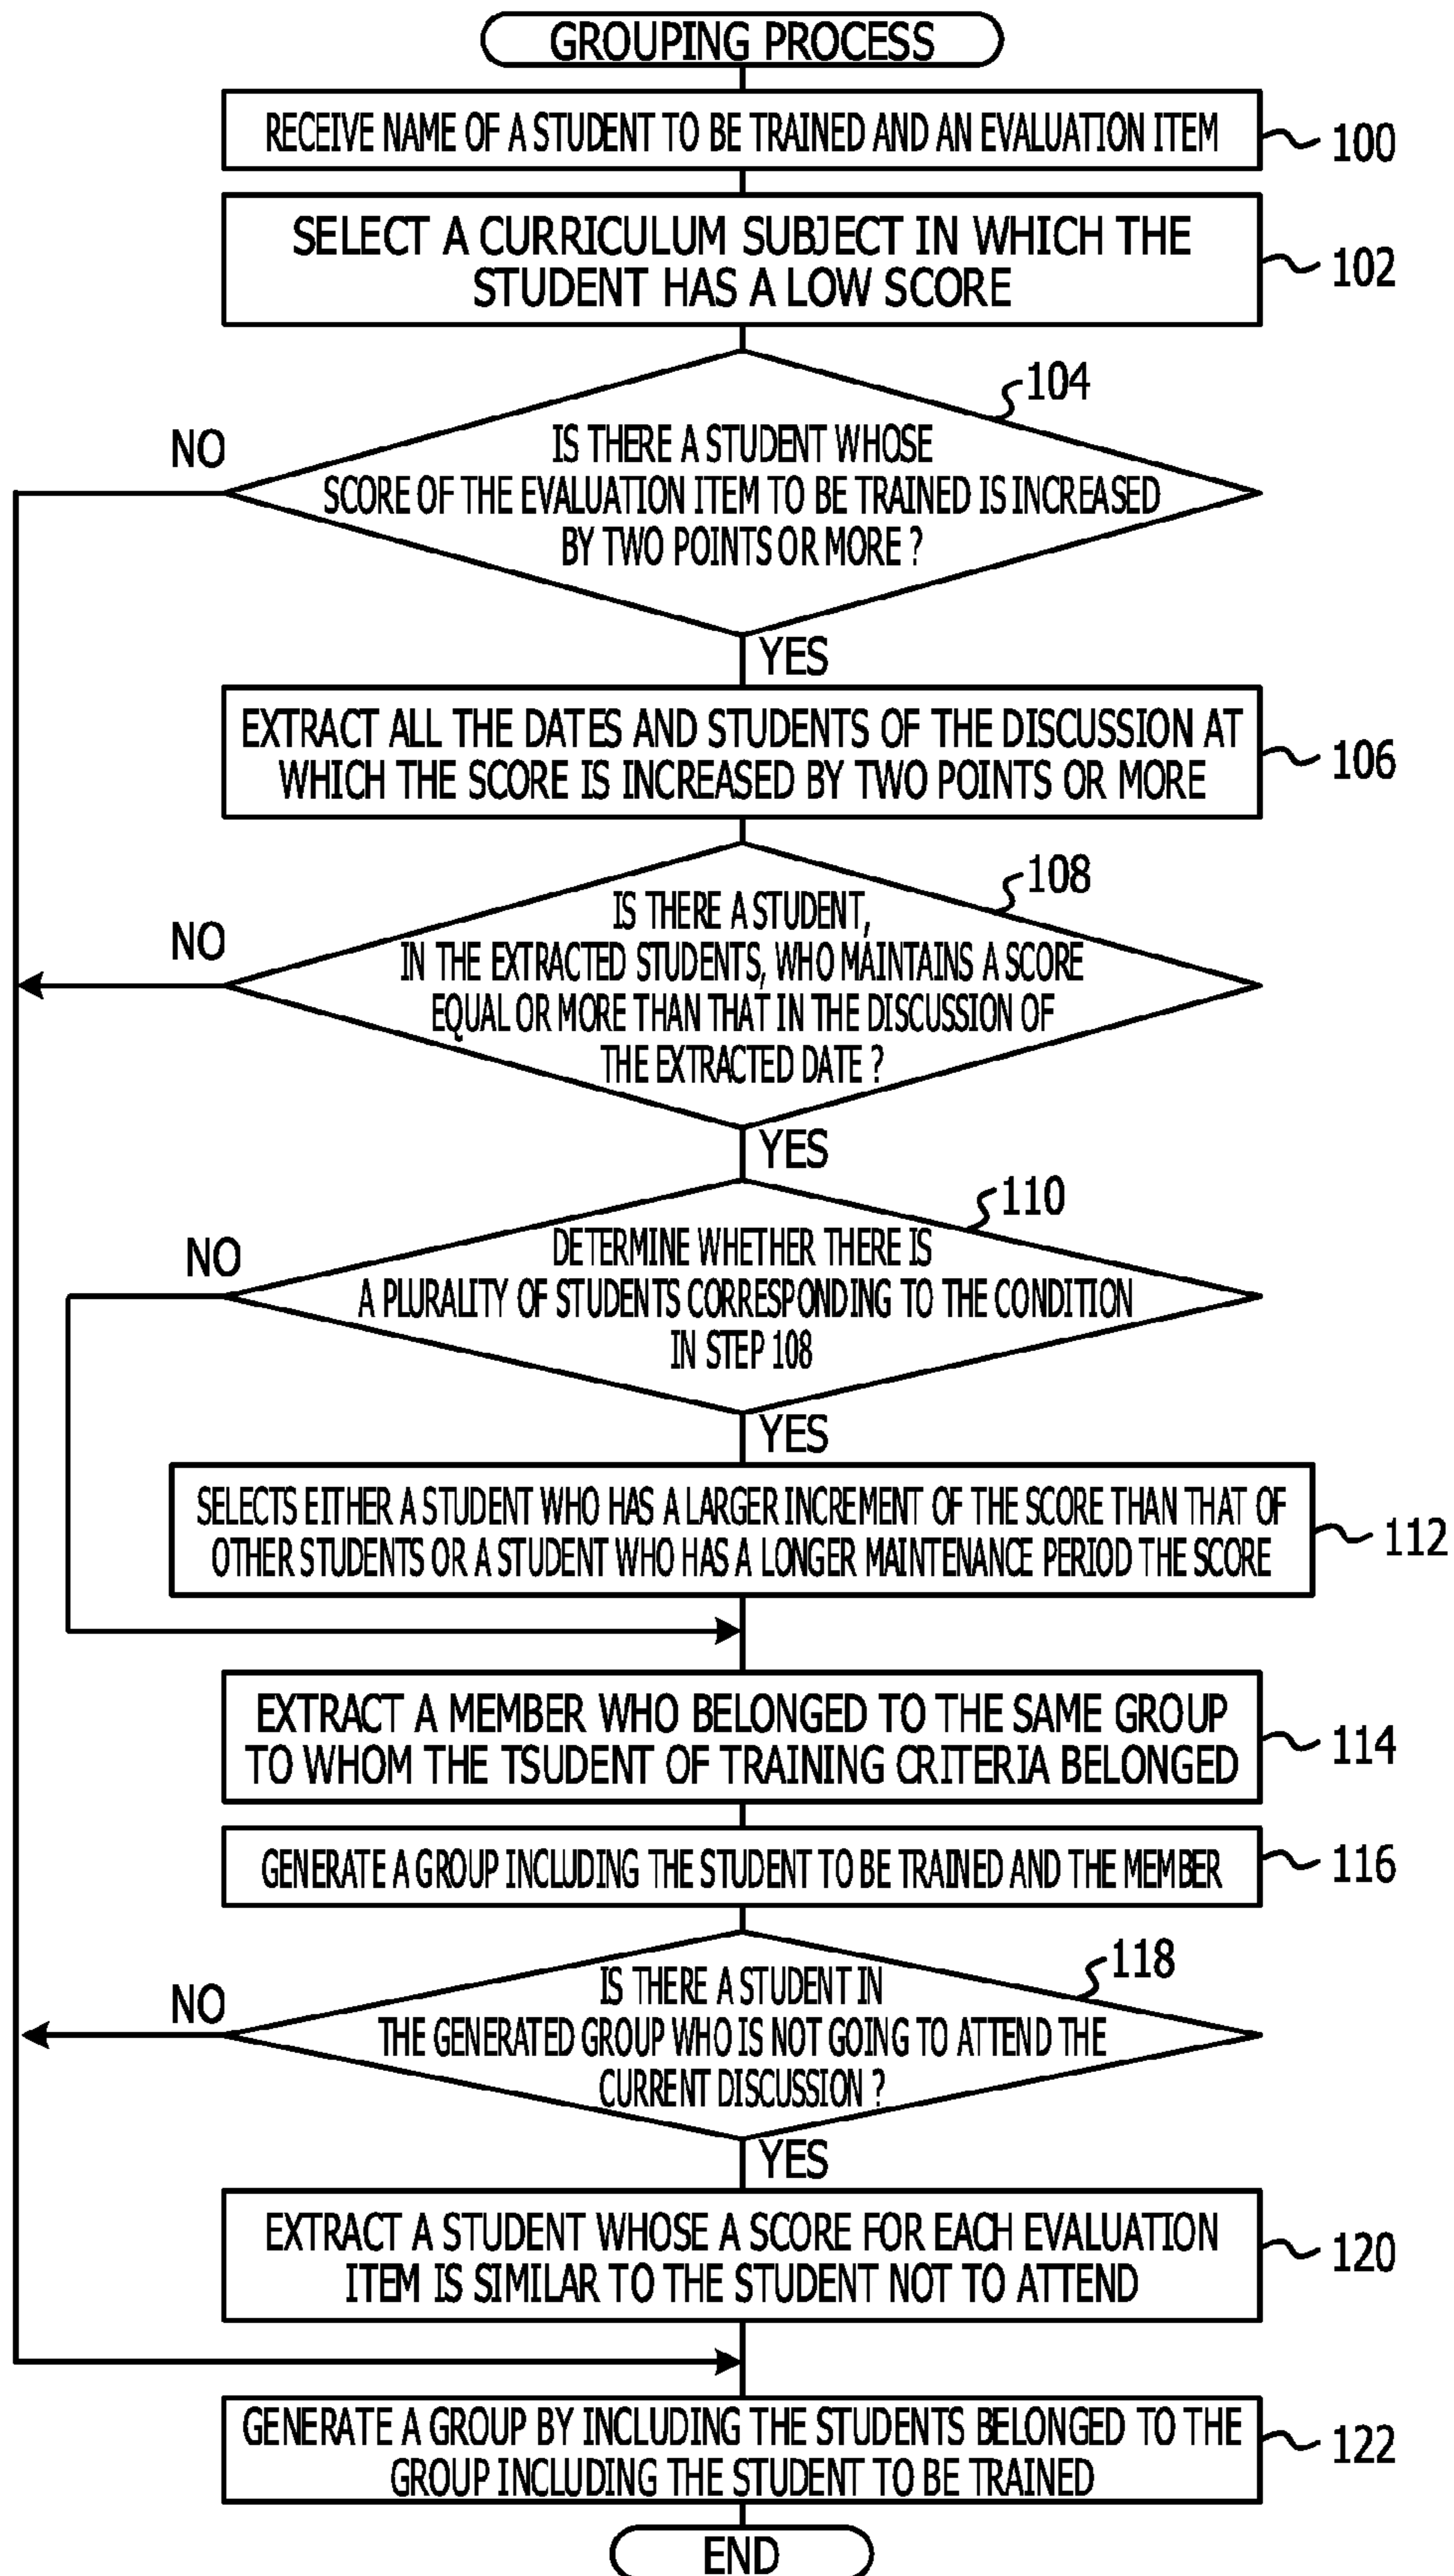 GROUPING PROCESS
RECEIVE NAME OF A STUDENT TO BE TRAINED AND AN EVALUATION ITEM
100
SELECT A CURRICULUM SUBJECT IN WHICH THE
STUDENT HAS A LOW SCORE
102
104
NO
IS THERE A STUDENT WHOSE
SCORE OF THE EVALUATION ITEM TO BE TRAINED IS INCREASED
BY TWO POINTS OR MORE ?
YES
EXTRACT ALL THE DATES AND STUDENTS OF THE DISCUSSION AT
WHICH THE SCORE IS INCREASED BY TWO POINTS OR MORE
106
108
NO
IS THERE A STUDENT,
IN THE EXTRACTED STUDENTS, WHO MAINTAINS A SCORE
EQUAL OR MORE THAN THAT IN THE DISCUSSION OF
THE EXTRACTED DATE ?
YES
110
NO
DETERMINE WHETHER THERE IS
A PLURALITY OF STUDENTS CORRESPONDING TO THE CONDITION
IN STEP 108
YES
SELECTS EITHER A STUDENT WHO HAS A LARGER INCREMENT OF THE SCORE THAN THAT OF
OTHER STUDENTS OR A STUDENT WHO HAS A LONGER MAINTENANCE PERIOD THE SCORE
112
EXTRACT A MEMBER WHO BELONGED TO THE SAME GROUP
TO WHOM THE TSUDENT OF TRAINING CRITERIA BELONGED
114
GENERATE A GROUP INCLUDING THE STUDENT TO BE TRAINED AND THE MEMBER
116
118
NO
IS THERE A STUDENT IN
THE GENERATED GROUP WHO IS NOT GOING TO ATTEND THE
CURRENT DISCUSSION ?
YES
EXTRACT A STUDENT WHOSE A SCORE FOR EACH EVALUATION
ITEM IS SIMILAR TO THE STUDENT NOT TO ATTEND
120
GENERATE A GROUP BY INCLUDING THE STUDENTS BELONGED TO THE
GROUP INCLUDING THE STUDENT TO BE TRAINED
122
END